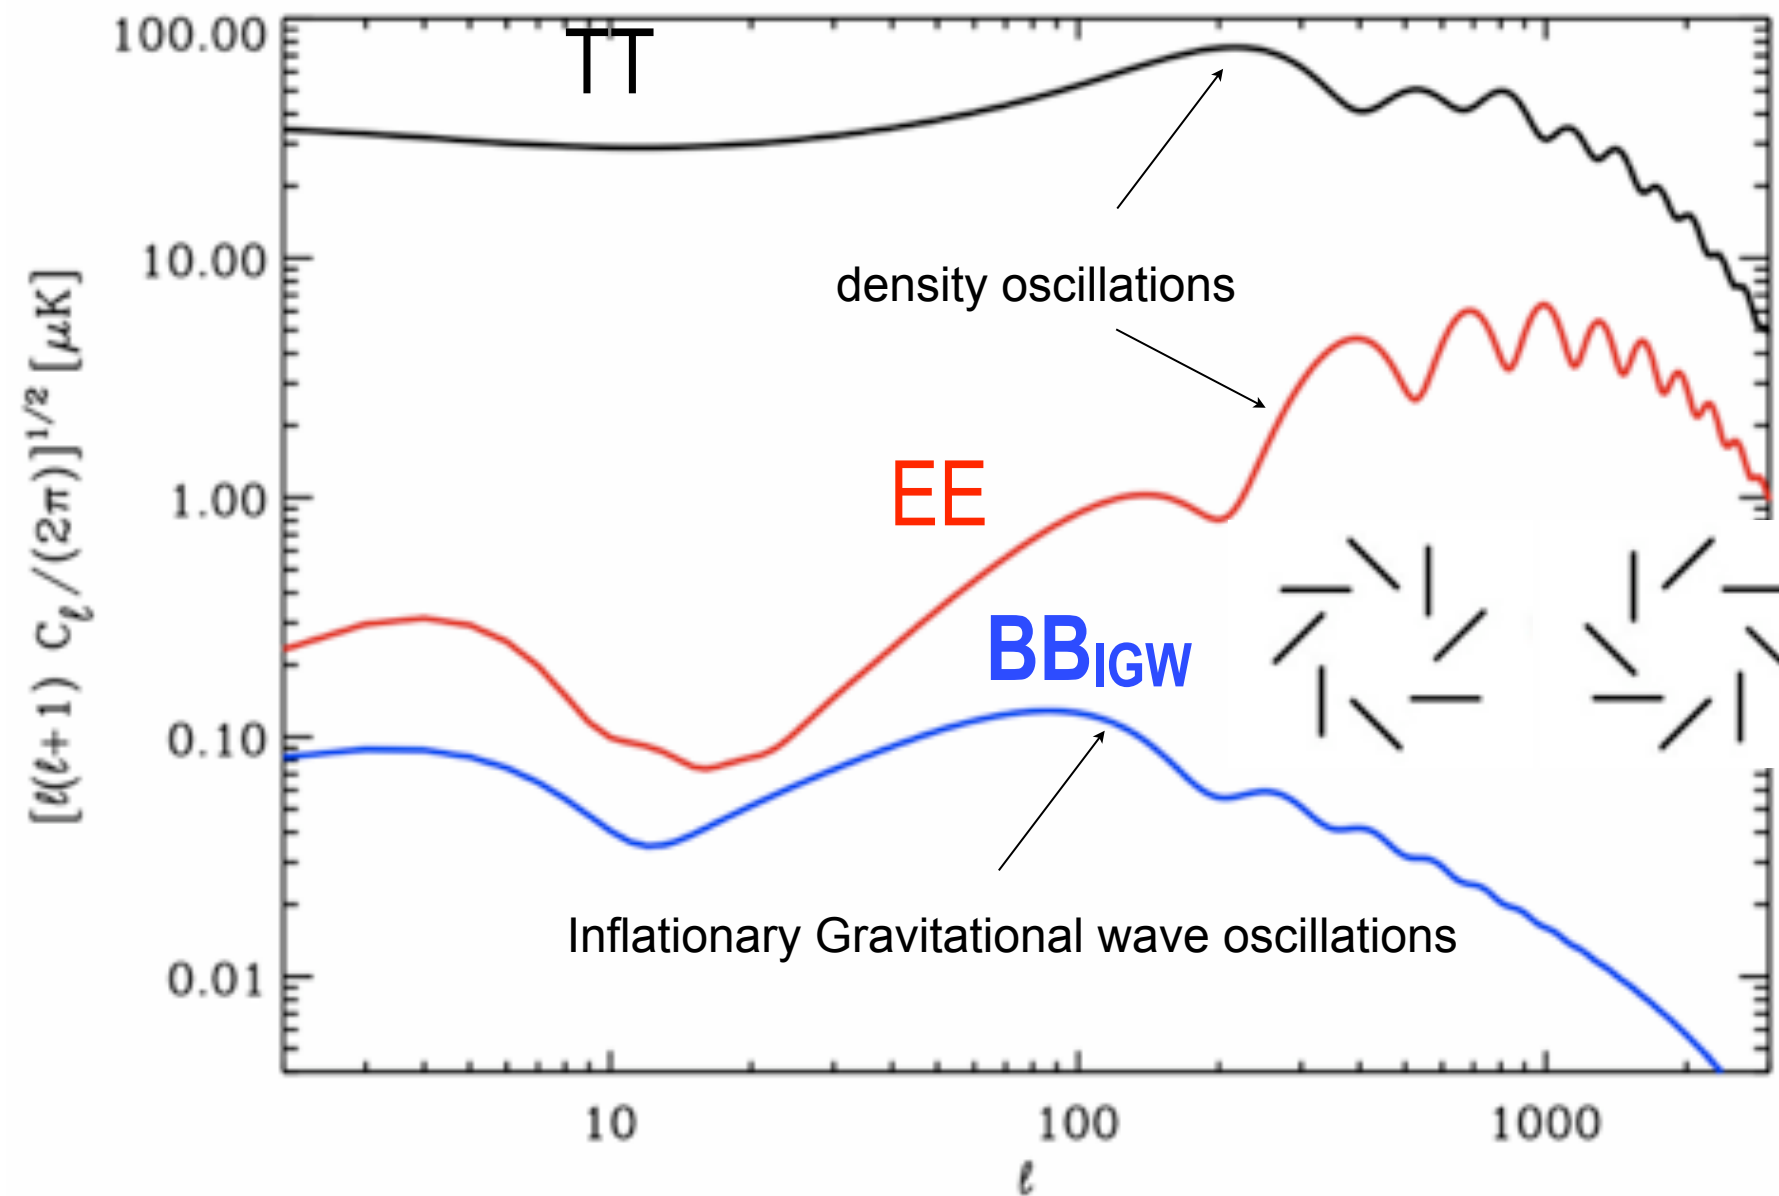 100.00
10.00
1.00
0.10
0.01
[ℓ(ℓ+1) Cℓ/(2π)]^1/2 [μK]
TT
density oscillations
EE
BB_IGW
Inflationary Gravitational wave oscillations
10
100
1000
ℓ